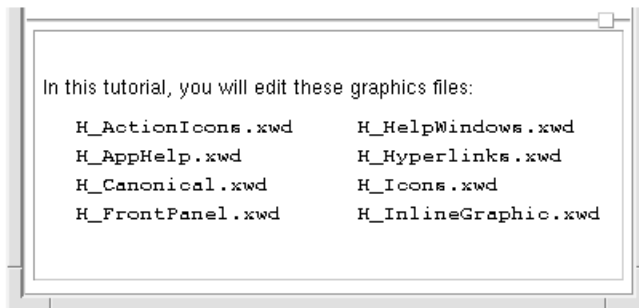 In this tutorial, you will edit these graphics files:
H_ActionIcons.xwd H_HelpWindows.xwd
H_AppHelp.xwd H_Hyperlinks.xwd
H_Canonical.xwd H_Icons.xwd
H_FrontPanel.xwd H_InlineGraphic.xwd